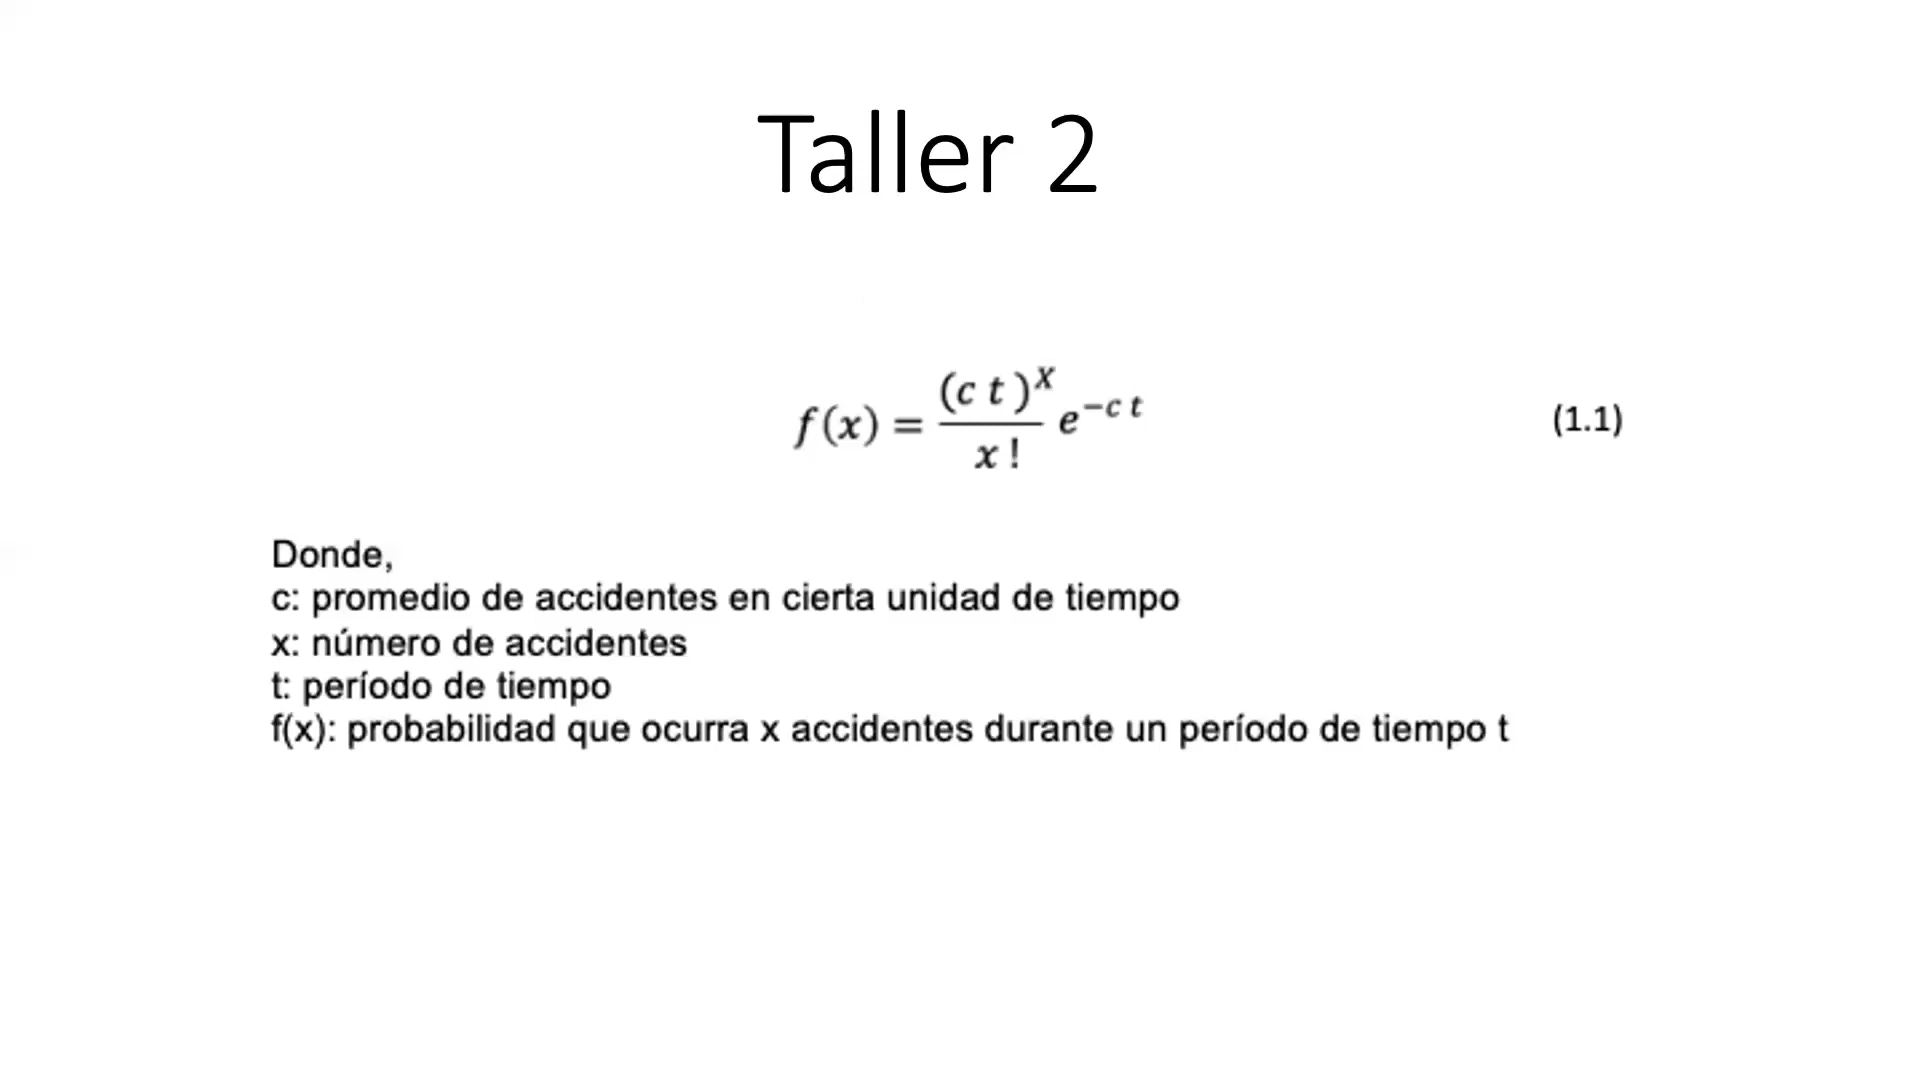 Taller 2
f(x) = \frac{(c t)^x}{x!} e^{-c t} (1.1)
Donde,
c: promedio de accidentes en cierta unidad de tiempo
x: número de accidentes
t: período de tiempo
f(x): probabilidad que ocurra x accidentes durante un período de tiempo t